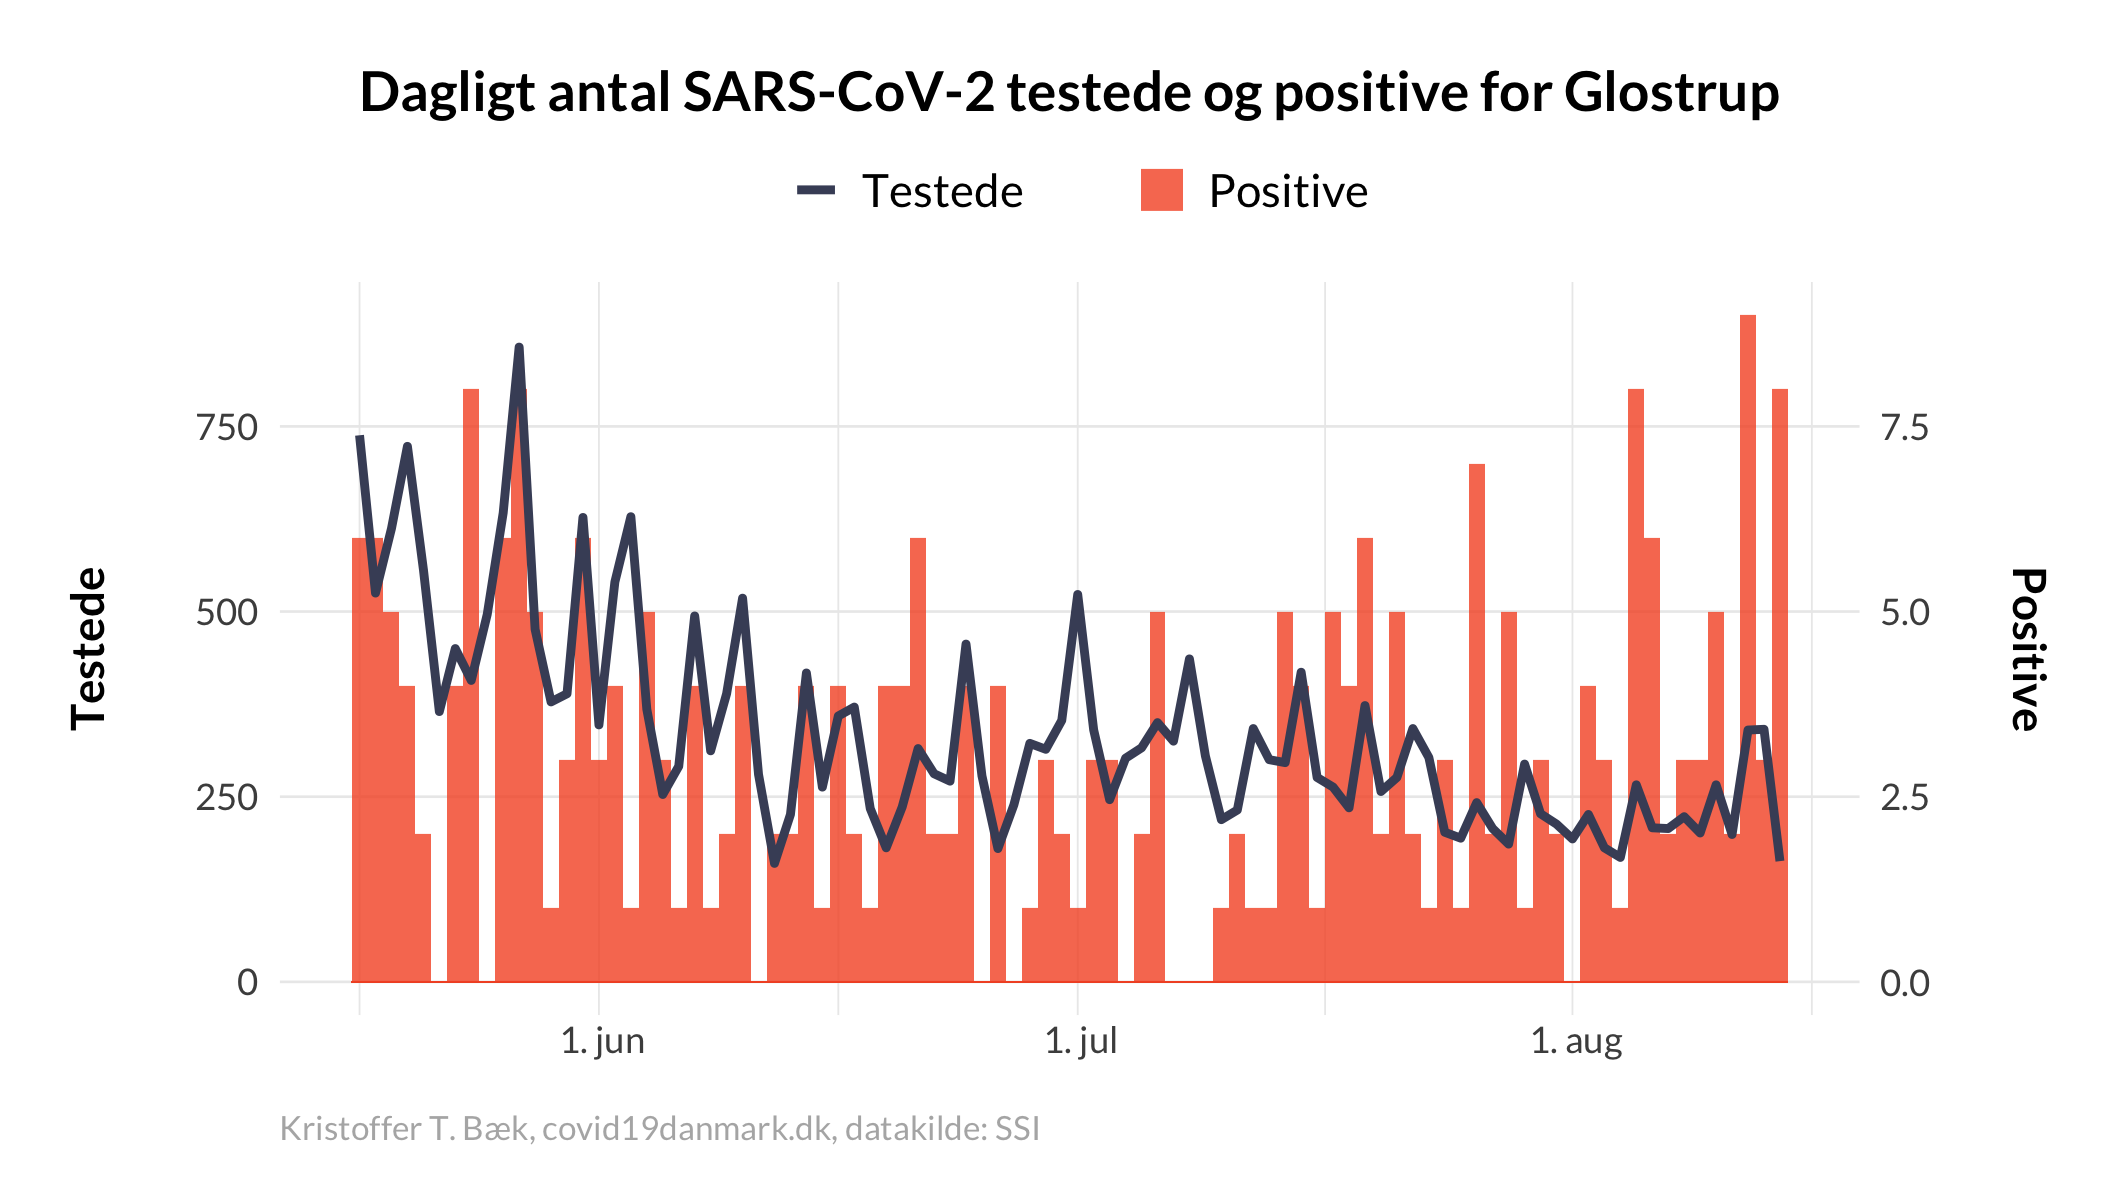 Dagligt antal SARS-CoV-2 testede og positive for Glostrup
Testede
Positive
750
500
250
0
Testede
7.5
5.0
2.5
0.0
Positive
1. jun
1. jul
1. aug
Kristoffer T. Bæk, covid19danmark.dk, datakilde: SSI